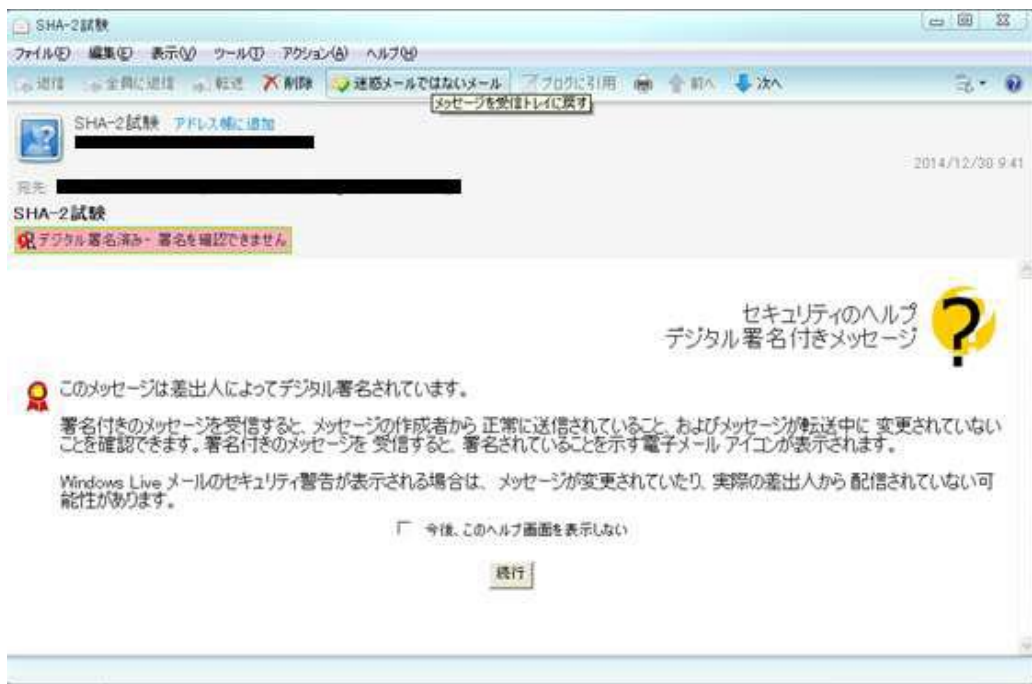 SHA-2試験
ファイル(F) 編集(E) 表示(V) ツール(T) アクション(A) ヘルプ(H)
返信 全員に返信 転送 削除 迷惑メールではないメール ブログに引用 前へ 次へ
メッセージを受信トレイに戻す
SHA-2試験 アドレス帳に追加
2014/12/30 9:41
宛先
SHA-2試験
デジタル署名済み - 署名を確認できません
セキュリティのヘルプ
デジタル署名付きメッセージ
このメッセージは差出人によってデジタル署名されています。
署名付きのメッセージを受信すると、メッセージの作成者から 正常に送信されていること、およびメッセージが転送中に 変更されていない
ことを確認できます。署名付きのメッセージを 受信すると、署名されていることを示す電子メール アイコンが表示されます。
Windows Live メールのセキュリティ警告が表示される場合は、メッセージが変更されていたり、実際の差出人から 配信されていない可
能性があります。
今後、このヘルプ画面を表示しない
続行